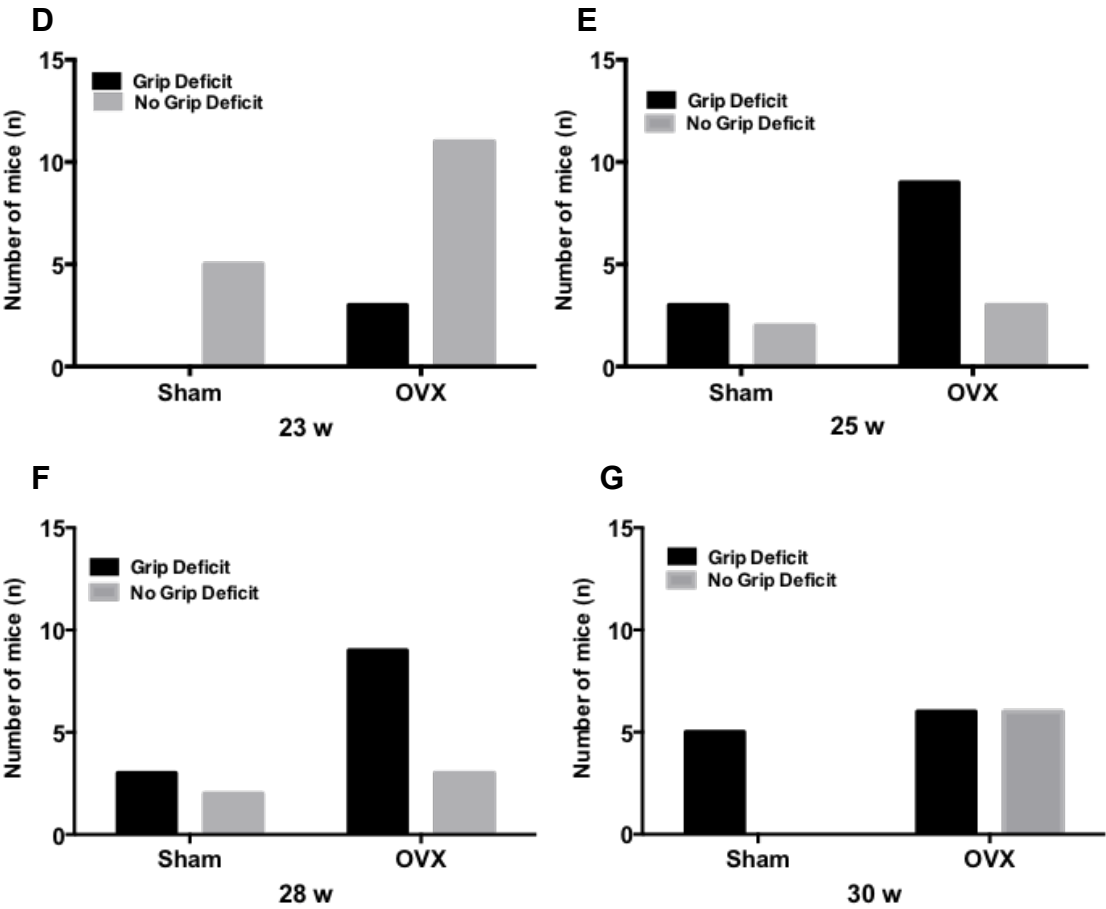 D
15
10
5
0
Number of mice (n)
Grip Deficit
No Grip Deficit
Sham
OVX
23 w
E
15
10
5
0
Number of mice (n)
Grip Deficit
No Grip Deficit
Sham
OVX
25 w
F
15
10
5
0
Number of mice (n)
Grip Deficit
No Grip Deficit
Sham
OVX
28 w
G
15
10
5
0
Number of mice (n)
Grip Deficit
No Grip Deficit
Sham
OVX
30 w